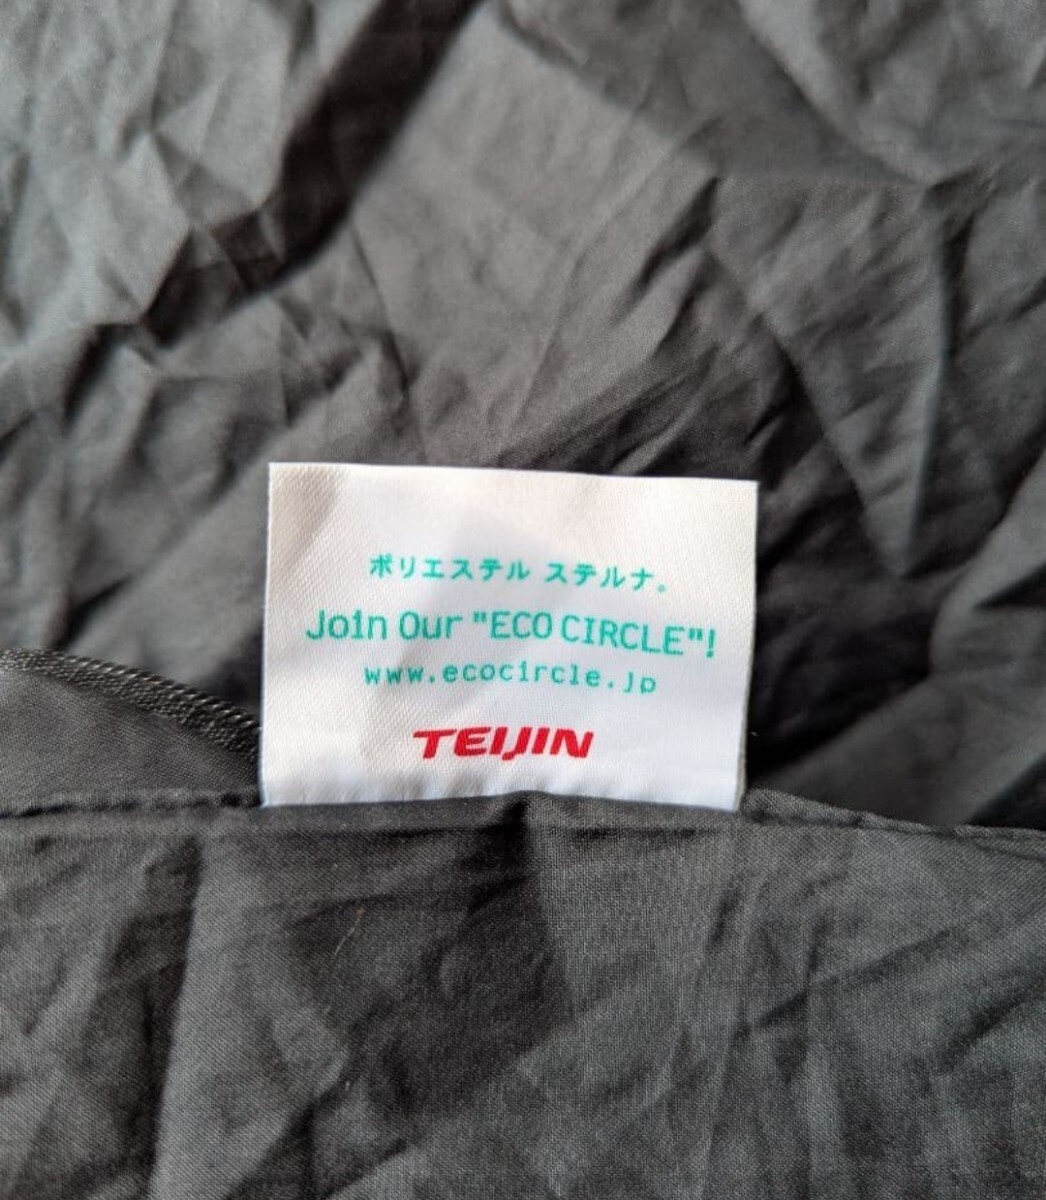 ポリエステル ステルナ。
Join Our "ECO CIRCLE"!
www.ecocircle.jp
TEIJIN